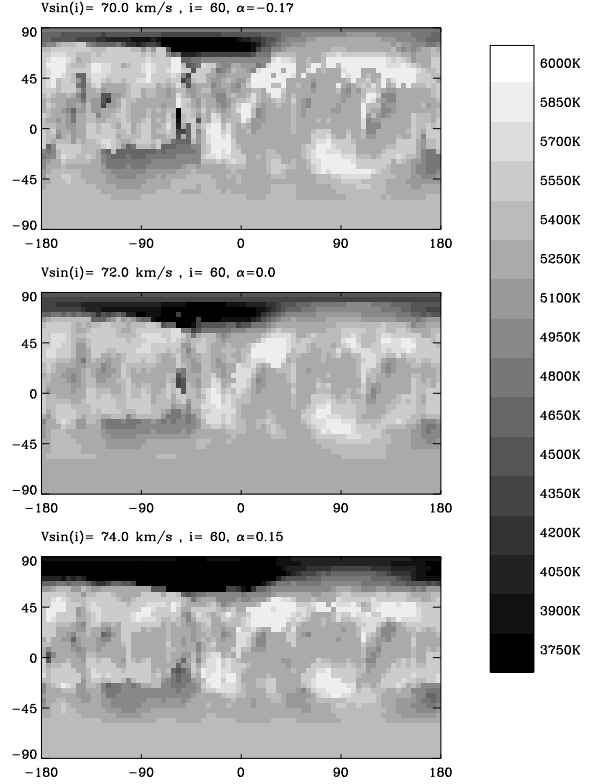 Vsin(i)= 70.0 km/s , i= 60, α=−0.17
90
45
0
−45
−90
−180 −90 0 90 180
Vsin(i)= 72.0 km/s , i= 60, α=0.0
90
45
0
−45
−90
−180 −90 0 90 180
Vsin(i)= 74.0 km/s , i= 60, α=0.15
90
45
0
−45
−90
−180 −90 0 90 180
6000K
5850K
5700K
5550K
5400K
5250K
5100K
4950K
4800K
4650K
4500K
4350K
4200K
4050K
3900K
3750K